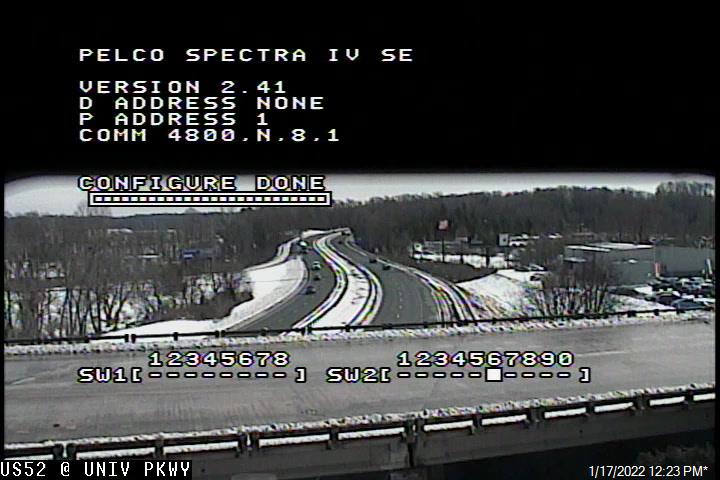 PELCO SPECTRA IV SE
VERSION 2.41
D ADDRESS NONE
P ADDRESS 1
COMM 4800,N,8,1
CONFIGURE DONE
12345678 1234567890
SW1[--------] SW2[-----■----]
US52 @ UNIV PKWY
1/17/2022 12:23 PM*